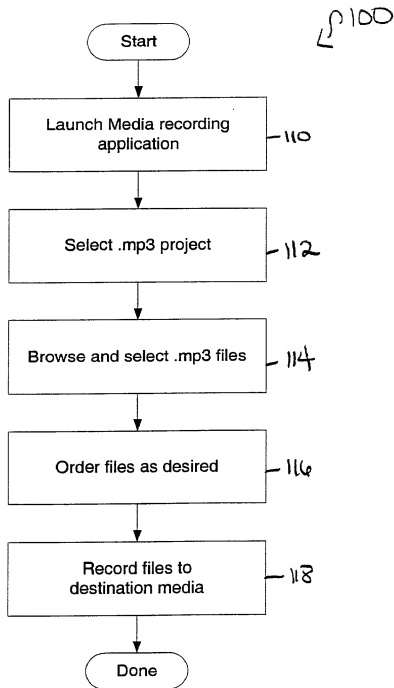 100
Start
Launch Media recording
application
110
Select .mp3 project
112
Browse and select .mp3 files
114
Order files as desired
116
Record files to
destination media
118
Done